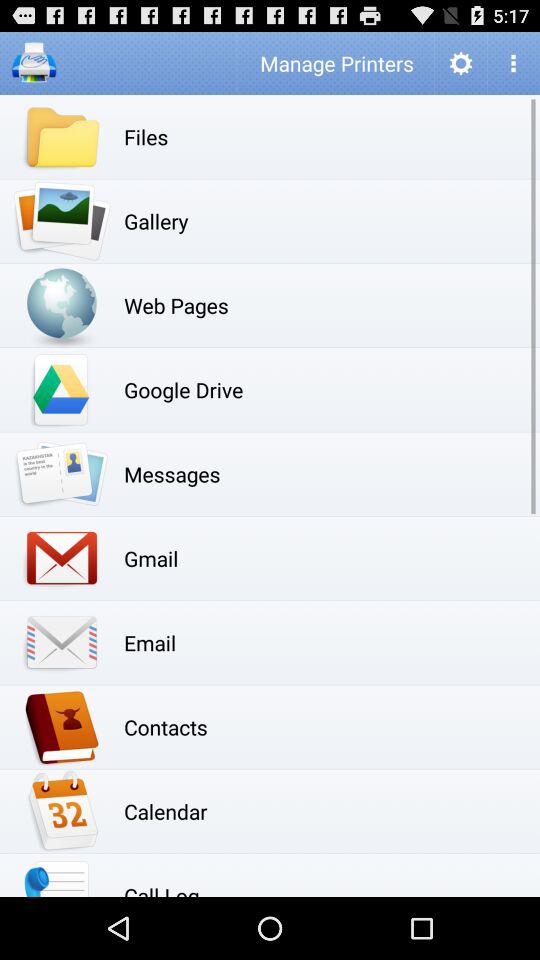 5:17
Manage Printers
Files
Gallery
Web Pages
Google Drive
KAZAKHSTAN
is the best
country in the
world
Messages
Gmail
Email
Contacts
32
Calendar
Call Log